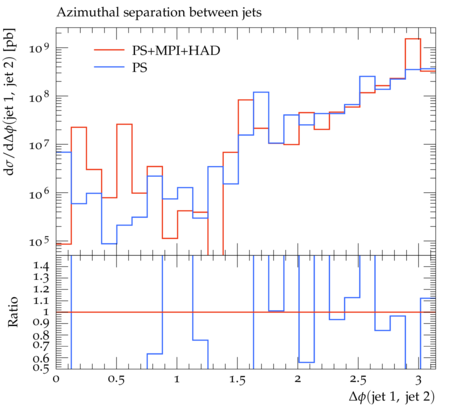 Azimuthal separation between jets
dσ/dΔϕ(jet 1, jet 2) [pb]
10⁹
10⁸
10⁷
10⁶
10⁵
PS+MPI+HAD
PS
Ratio
1.4
1.3
1.2
1.1
1
0.9
0.8
0.7
0.6
0.5
0 0.5 1 1.5 2 2.5 3
Δϕ(jet 1, jet 2)